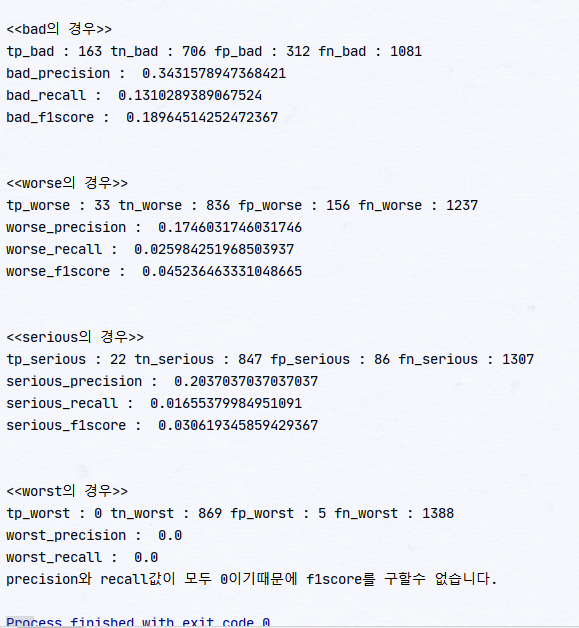 <<bad의 경우>>
tp_bad : 163 tn_bad : 706 fp_bad : 312 fn_bad : 1081
bad_precision :  0.3431578947368421
bad_recall :  0.1310289389067524
bad_f1score :  0.18964514252472367
<<worse의 경우>>
tp_worse : 33 tn_worse : 836 fp_worse : 156 fn_worse : 1237
worse_precision :  0.1746031746031746
worse_recall :  0.025984251968503937
worse_f1score :  0.045236463331048665
<<serious의 경우>>
tp_serious : 22 tn_serious : 847 fp_serious : 86 fn_serious : 1307
serious_precision :  0.2037037037037037
serious_recall :  0.01655379984951091
serious_f1score :  0.030619345859429367
<<worst의 경우>>
tp_worst : 0 tn_worst : 869 fp_worst : 5 fn_worst : 1388
worst_precision :  0.0
worst_recall :  0.0
precision와 recall값이 모두 0이기때문에 f1score를 구할수 없습니다.
Process finished with exit code 0